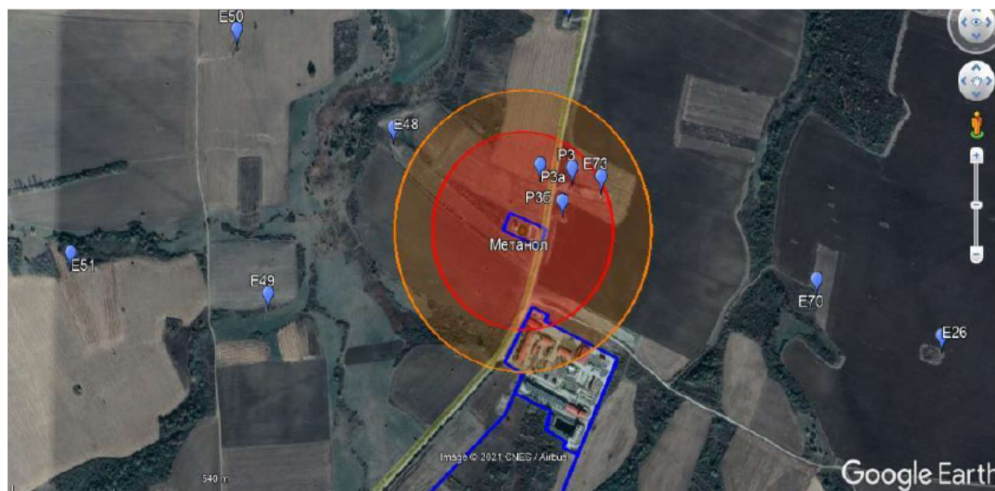 E50
E48
P3
P3a
E73
P3б
Метанол
E51
E49
E70
E26
Image © 2021 CNES / Airbus
540 m
Google Earth